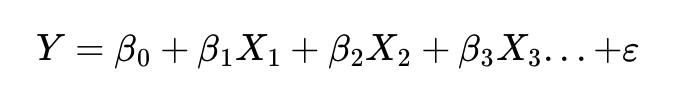 Y = β₀ + β₁X₁ + β₂X₂ + β₃X₃... +ε